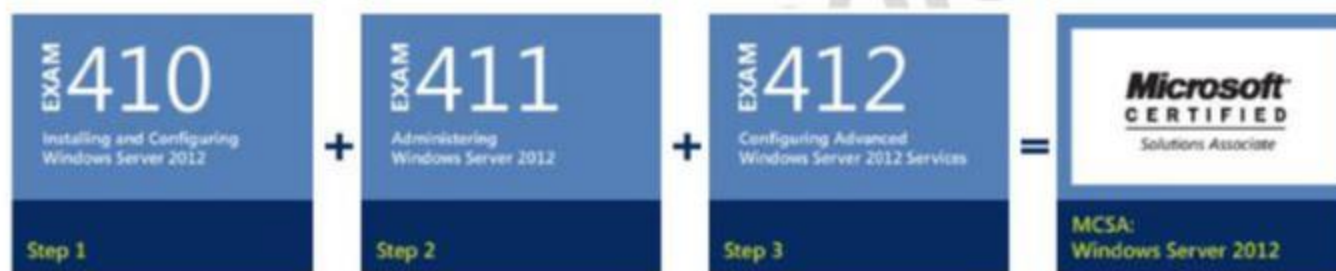 EXAM 410
Installing and Configuring
Windows Server 2012
Step 1
+
EXAM 411
Administering
Windows Server 2012
Step 2
+
EXAM 412
Configuring Advanced
Windows Server 2012 Services
Step 3
=
Microsoft
CERTIFIED
Solutions Associate
MCSA:
Windows Server 2012